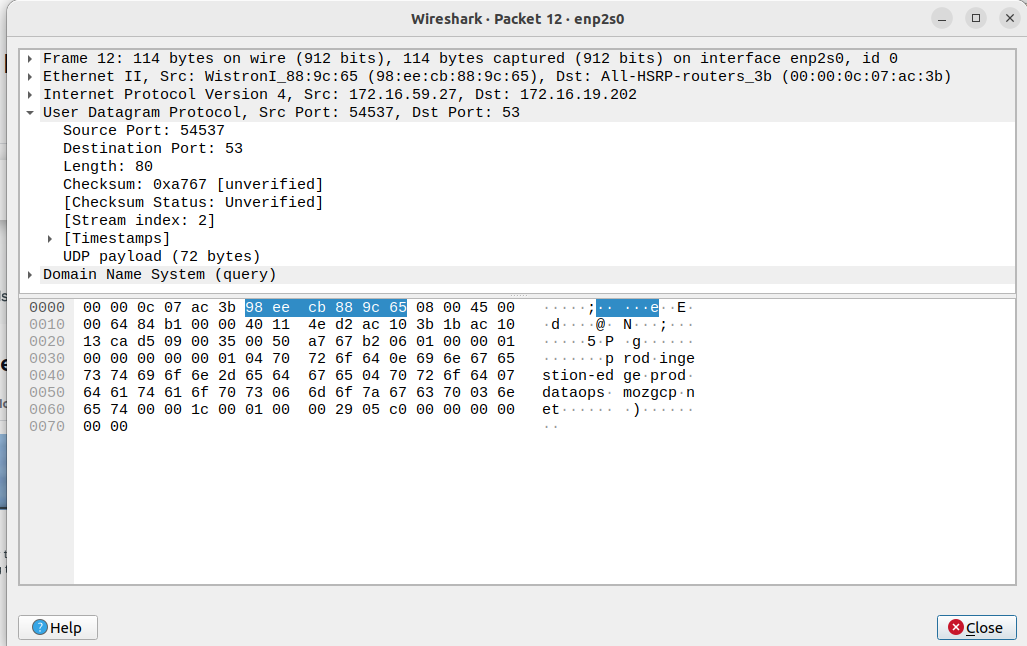 Wireshark · Packet 12 · enp2s0
Frame 12: 114 bytes on wire (912 bits), 114 bytes captured (912 bits) on interface enp2s0, id 0
Ethernet II, Src: WistronI_88:9c:65 (98:ee:cb:88:9c:65), Dst: All-HSRP-routers_3b (00:00:0c:07:ac:3b)
Internet Protocol Version 4, Src: 172.16.59.27, Dst: 172.16.19.202
User Datagram Protocol, Src Port: 54537, Dst Port: 53
Source Port: 54537
Destination Port: 53
Length: 80
Checksum: 0xa767 [unverified]
[Checksum Status: Unverified]
[Stream index: 2]
[Timestamps]
UDP payload (72 bytes)
Domain Name System (query)
0000 00 00 0c 07 ac 3b 98 ee cb 88 9c 65 08 00 45 00 ·····;·· ···e··E·
0010 00 64 84 b1 00 00 40 11 4e d2 ac 10 3b 1b ac 10 ·d····@· N···;···
0020 13 ca d5 09 00 35 00 50 a7 67 b2 06 01 00 00 01 ·····5·P ·g······
0030 00 00 00 00 00 01 04 70 72 6f 64 0e 69 6e 67 65 ·······p rod·inge
0040 73 74 69 6f 6e 2d 65 64 67 65 04 70 72 6f 64 07 stion-ed ge·prod·
0050 64 61 74 61 6f 70 73 06 6d 6f 7a 67 63 70 03 6e dataops· mozgcp·n
0060 65 74 00 00 1c 00 01 00 00 29 05 c0 00 00 00 00 et······ ·)······
0070 00 00 ··
Help
Close